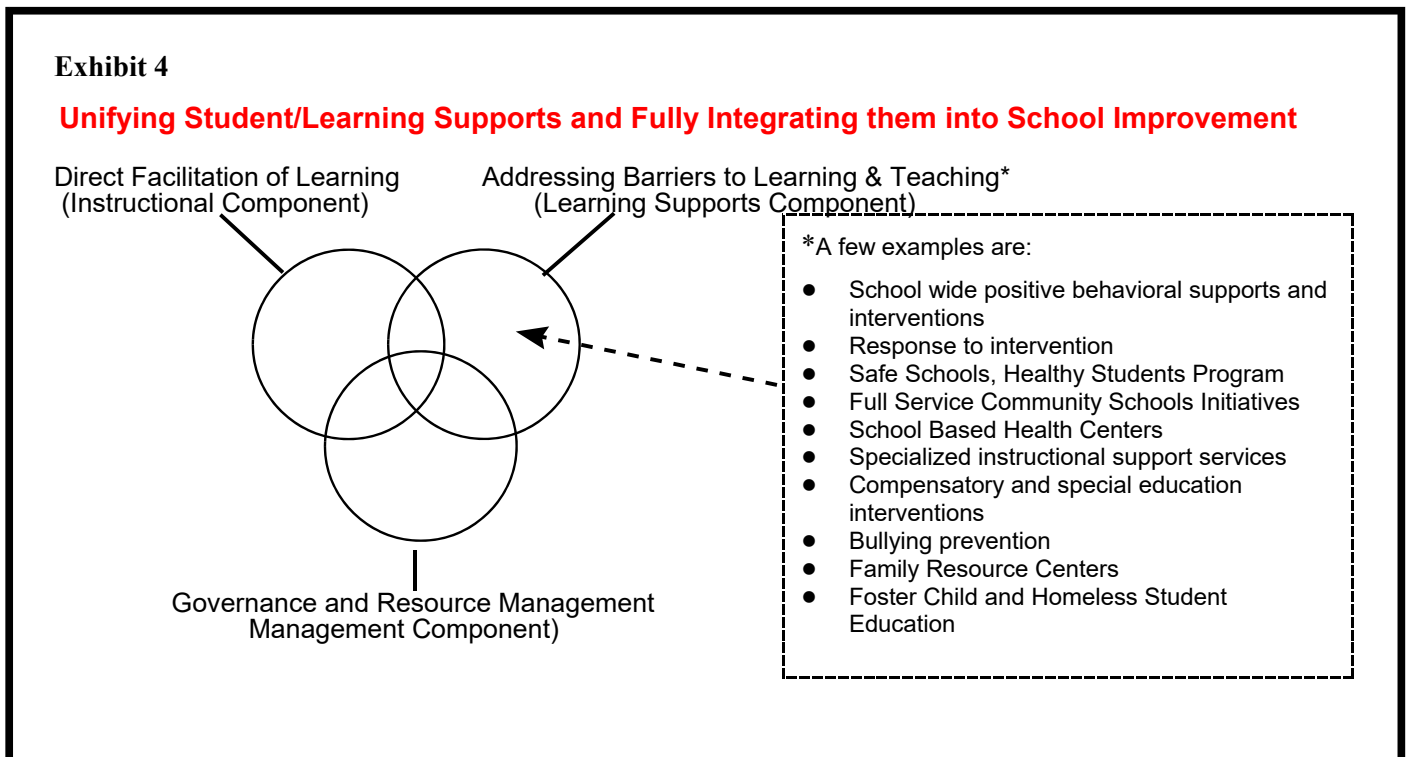 Exhibit 4
Unifying Student/Learning Supports and Fully Integrating them into School Improvement
Direct Facilitation of Learning
(Instructional Component)
Addressing Barriers to Learning & Teaching*
(Learning Supports Component)
*A few examples are:
● School wide positive behavioral supports and
interventions
● Response to intervention
● Safe Schools, Healthy Students Program
● Full Service Community Schools Initiatives
● School Based Health Centers
● Specialized instructional support services
● Compensatory and special education
interventions
● Bullying prevention
● Family Resource Centers
● Foster Child and Homeless Student
Education
Governance and Resource Management
Management Component)